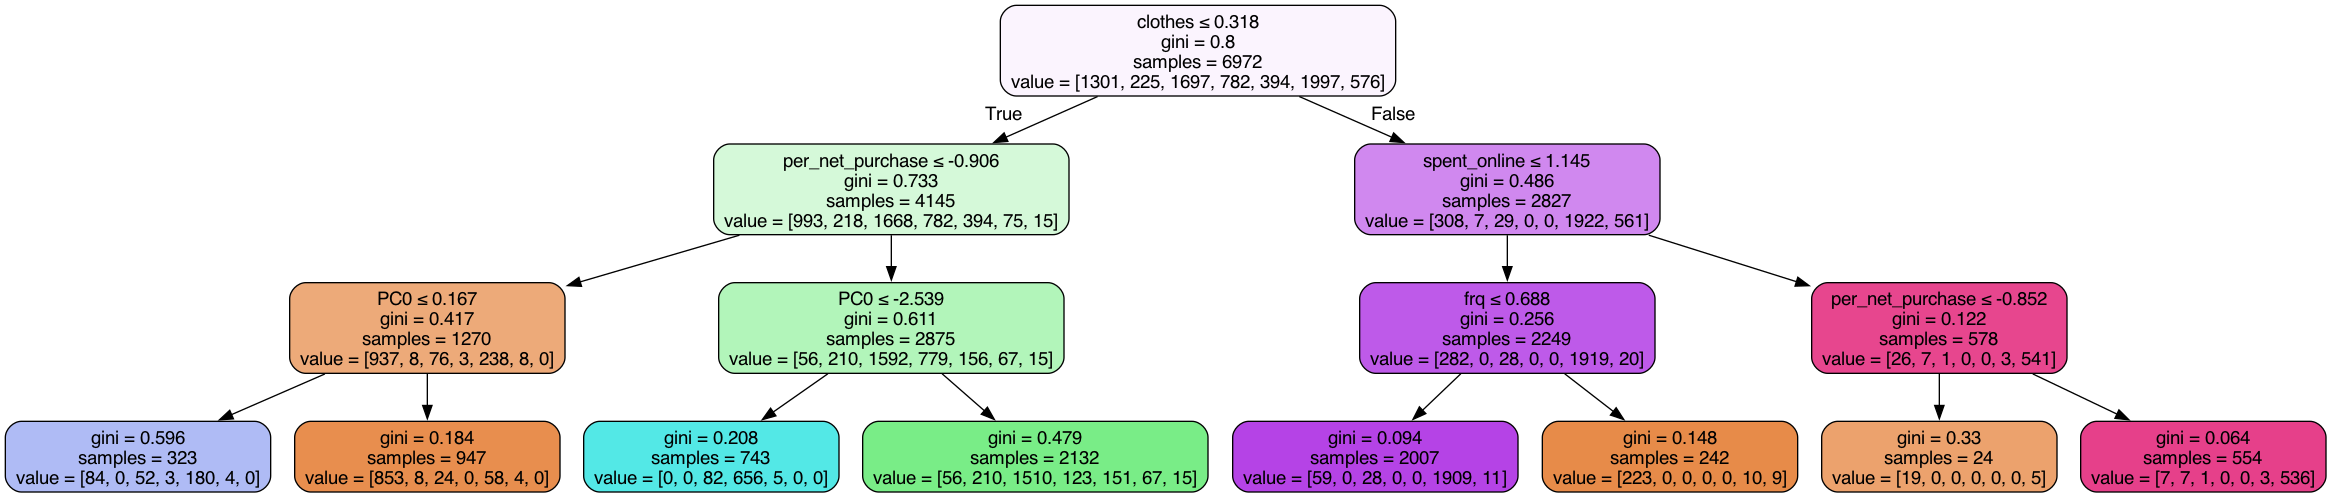 clothes ≤ 0.318
gini = 0.8
samples = 6972
value = [1301, 225, 1697, 782, 394, 1997, 576]
True
False
per_net_purchase ≤ -0.906
gini = 0.733
samples = 4145
value = [993, 218, 1668, 782, 394, 75, 15]
spent_online ≤ 1.145
gini = 0.486
samples = 2827
value = [308, 7, 29, 0, 0, 1922, 561]
PC0 ≤ 0.167
gini = 0.417
samples = 1270
value = [937, 8, 76, 3, 238, 8, 0]
PC0 ≤ -2.539
gini = 0.611
samples = 2875
value = [56, 210, 1592, 779, 156, 67, 15]
frq ≤ 0.688
gini = 0.256
samples = 2249
value = [282, 0, 28, 0, 0, 1919, 20]
per_net_purchase ≤ -0.852
gini = 0.122
samples = 578
value = [26, 7, 1, 0, 0, 3, 541]
gini = 0.596
samples = 323
value = [84, 0, 52, 3, 180, 4, 0]
gini = 0.184
samples = 947
value = [853, 8, 24, 0, 58, 4, 0]
gini = 0.208
samples = 743
value = [0, 0, 82, 656, 5, 0, 0]
gini = 0.479
samples = 2132
value = [56, 210, 1510, 123, 151, 67, 15]
gini = 0.094
samples = 2007
value = [59, 0, 28, 0, 0, 1909, 11]
gini = 0.148
samples = 242
value = [223, 0, 0, 0, 0, 10, 9]
gini = 0.33
samples = 24
value = [19, 0, 0, 0, 0, 0, 5]
gini = 0.064
samples = 554
value = [7, 7, 1, 0, 0, 3, 536]